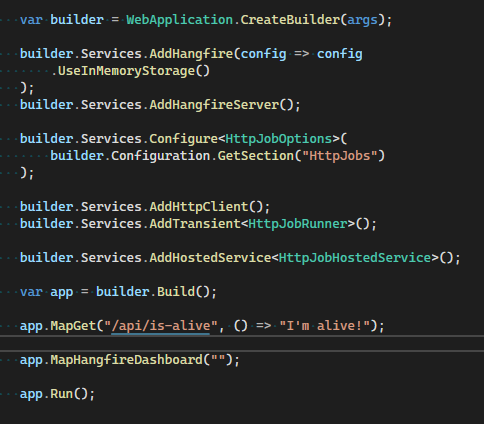 var builder = WebApplication.CreateBuilder(args);
builder.Services.AddHangfire(config => config
.UseInMemoryStorage()
);
builder.Services.AddHangfireServer();
builder.Services.Configure<HttpJobOptions>(
builder.Configuration.GetSection("HttpJobs")
);
builder.Services.AddHttpClient();
builder.Services.AddTransient<HttpJobRunner>();
builder.Services.AddHostedService<HttpJobHostedService>();
var app = builder.Build();
app.MapGet("/api/is-alive", () => "I'm alive!");
app.MapHangfireDashboard("");
app.Run();